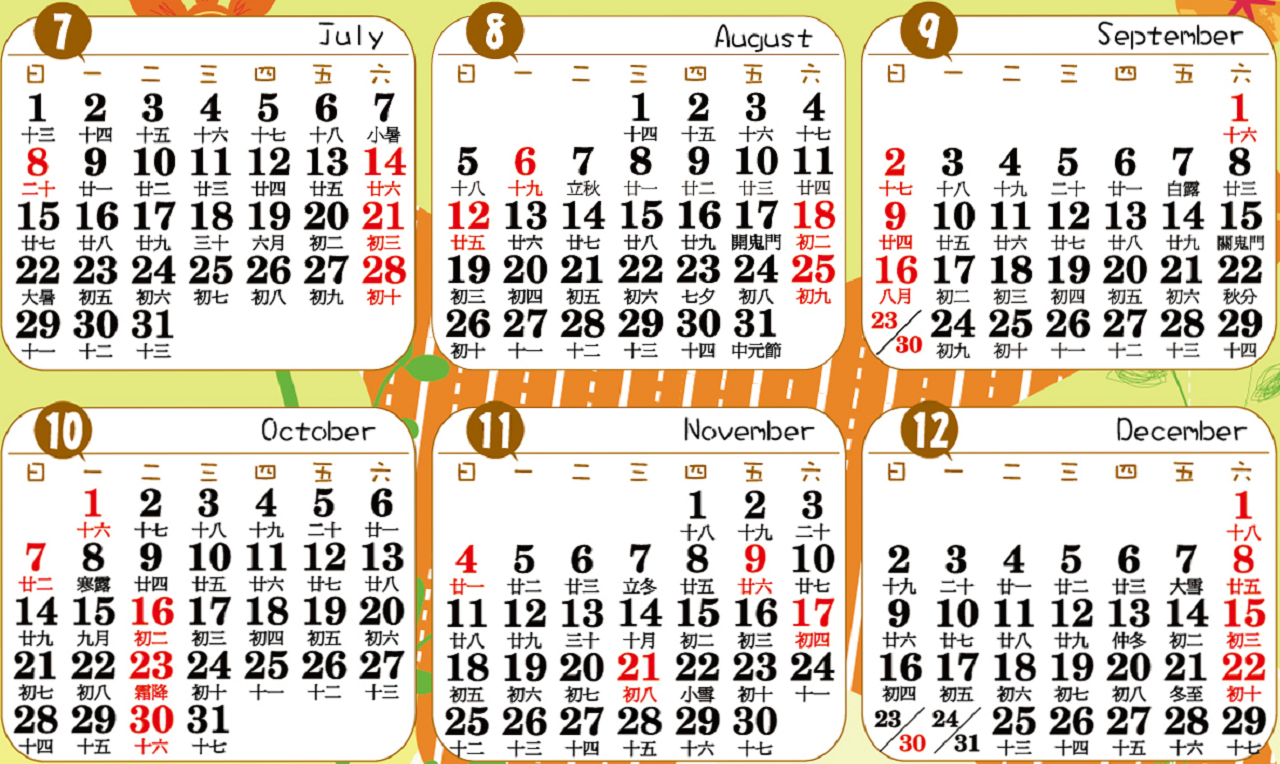 7 July
日 一 二 三 四 五 六
1 2 3 4 5 6 7
十三 十四 十五 十六 十七 十八 小暑
8 9 10 11 12 13 14
二十 廿一 廿二 廿三 廿四 廿五 廿六
15 16 17 18 19 20 21
廿七 廿八 廿九 三十 六月 初二 初三
22 23 24 25 26 27 28
大暑 初五 初六 初七 初八 初九 初十
29 30 31
十一 十二 十三
8 August
日 一 二 三 四 五 六
1 2 3 4
十四 十五 十六 十七
5 6 7 8 9 10 11
十八 十九 立秋 廿一 廿二 廿三 廿四
12 13 14 15 16 17 18
廿五 廿六 廿七 廿八 廿九 開鬼門 初二
19 20 21 22 23 24 25
初三 初四 初五 初六 七夕 初八 初九
26 27 28 29 30 31
初十 十一 十二 十三 十四 中元節
9 September
日 一 二 三 四 五 六
1
十六
2 3 4 5 6 7 8
十七 十八 十九 二十 廿一 白露 廿三
9 10 11 12 13 14 15
廿四 廿五 廿六 廿七 廿八 廿九 關鬼門
16 17 18 19 20 21 22
八月 初二 初三 初四 初五 初六 秋分
23/30 24 25 26 27 28 29
初九 初十 十一 十二 十三 十四
10 October
日 一 二 三 四 五 六
1 2 3 4 5 6
十六 十七 十八 十九 二十 廿一
7 8 9 10 11 12 13
廿二 寒露 廿四 廿五 廿六 廿七 廿八
14 15 16 17 18 19 20
廿九 九月 初二 初三 初四 初五 初六
21 22 23 24 25 26 27
初七 初八 霜降 初十 十一 十二 十三
28 29 30 31
十四 十五 十六 十七
11 November
日 一 二 三 四 五 六
1 2 3
十八 十九 二十
4 5 6 7 8 9 10
廿一 廿二 廿三 立冬 廿五 廿六 廿七
11 12 13 14 15 16 17
廿八 廿九 三十 十月 初二 初三 初四
18 19 20 21 22 23 24
初五 初六 初七 初八 小雪 初十 十一
25 26 27 28 29 30
十二 十三 十四 十五 十六 十七
12 December
日 一 二 三 四 五 六
1
十八
2 3 4 5 6 7 8
十九 二十 廿一 廿二 廿三 大雪 廿五
9 10 11 12 13 14 15
廿六 廿七 廿八 廿九 仲冬 初二 初三
16 17 18 19 20 21 22
初四 初五 初六 初七 初八 冬至 初十
23/30 24/31 25 26 27 28 29
十三 十四 十五 十六 十七